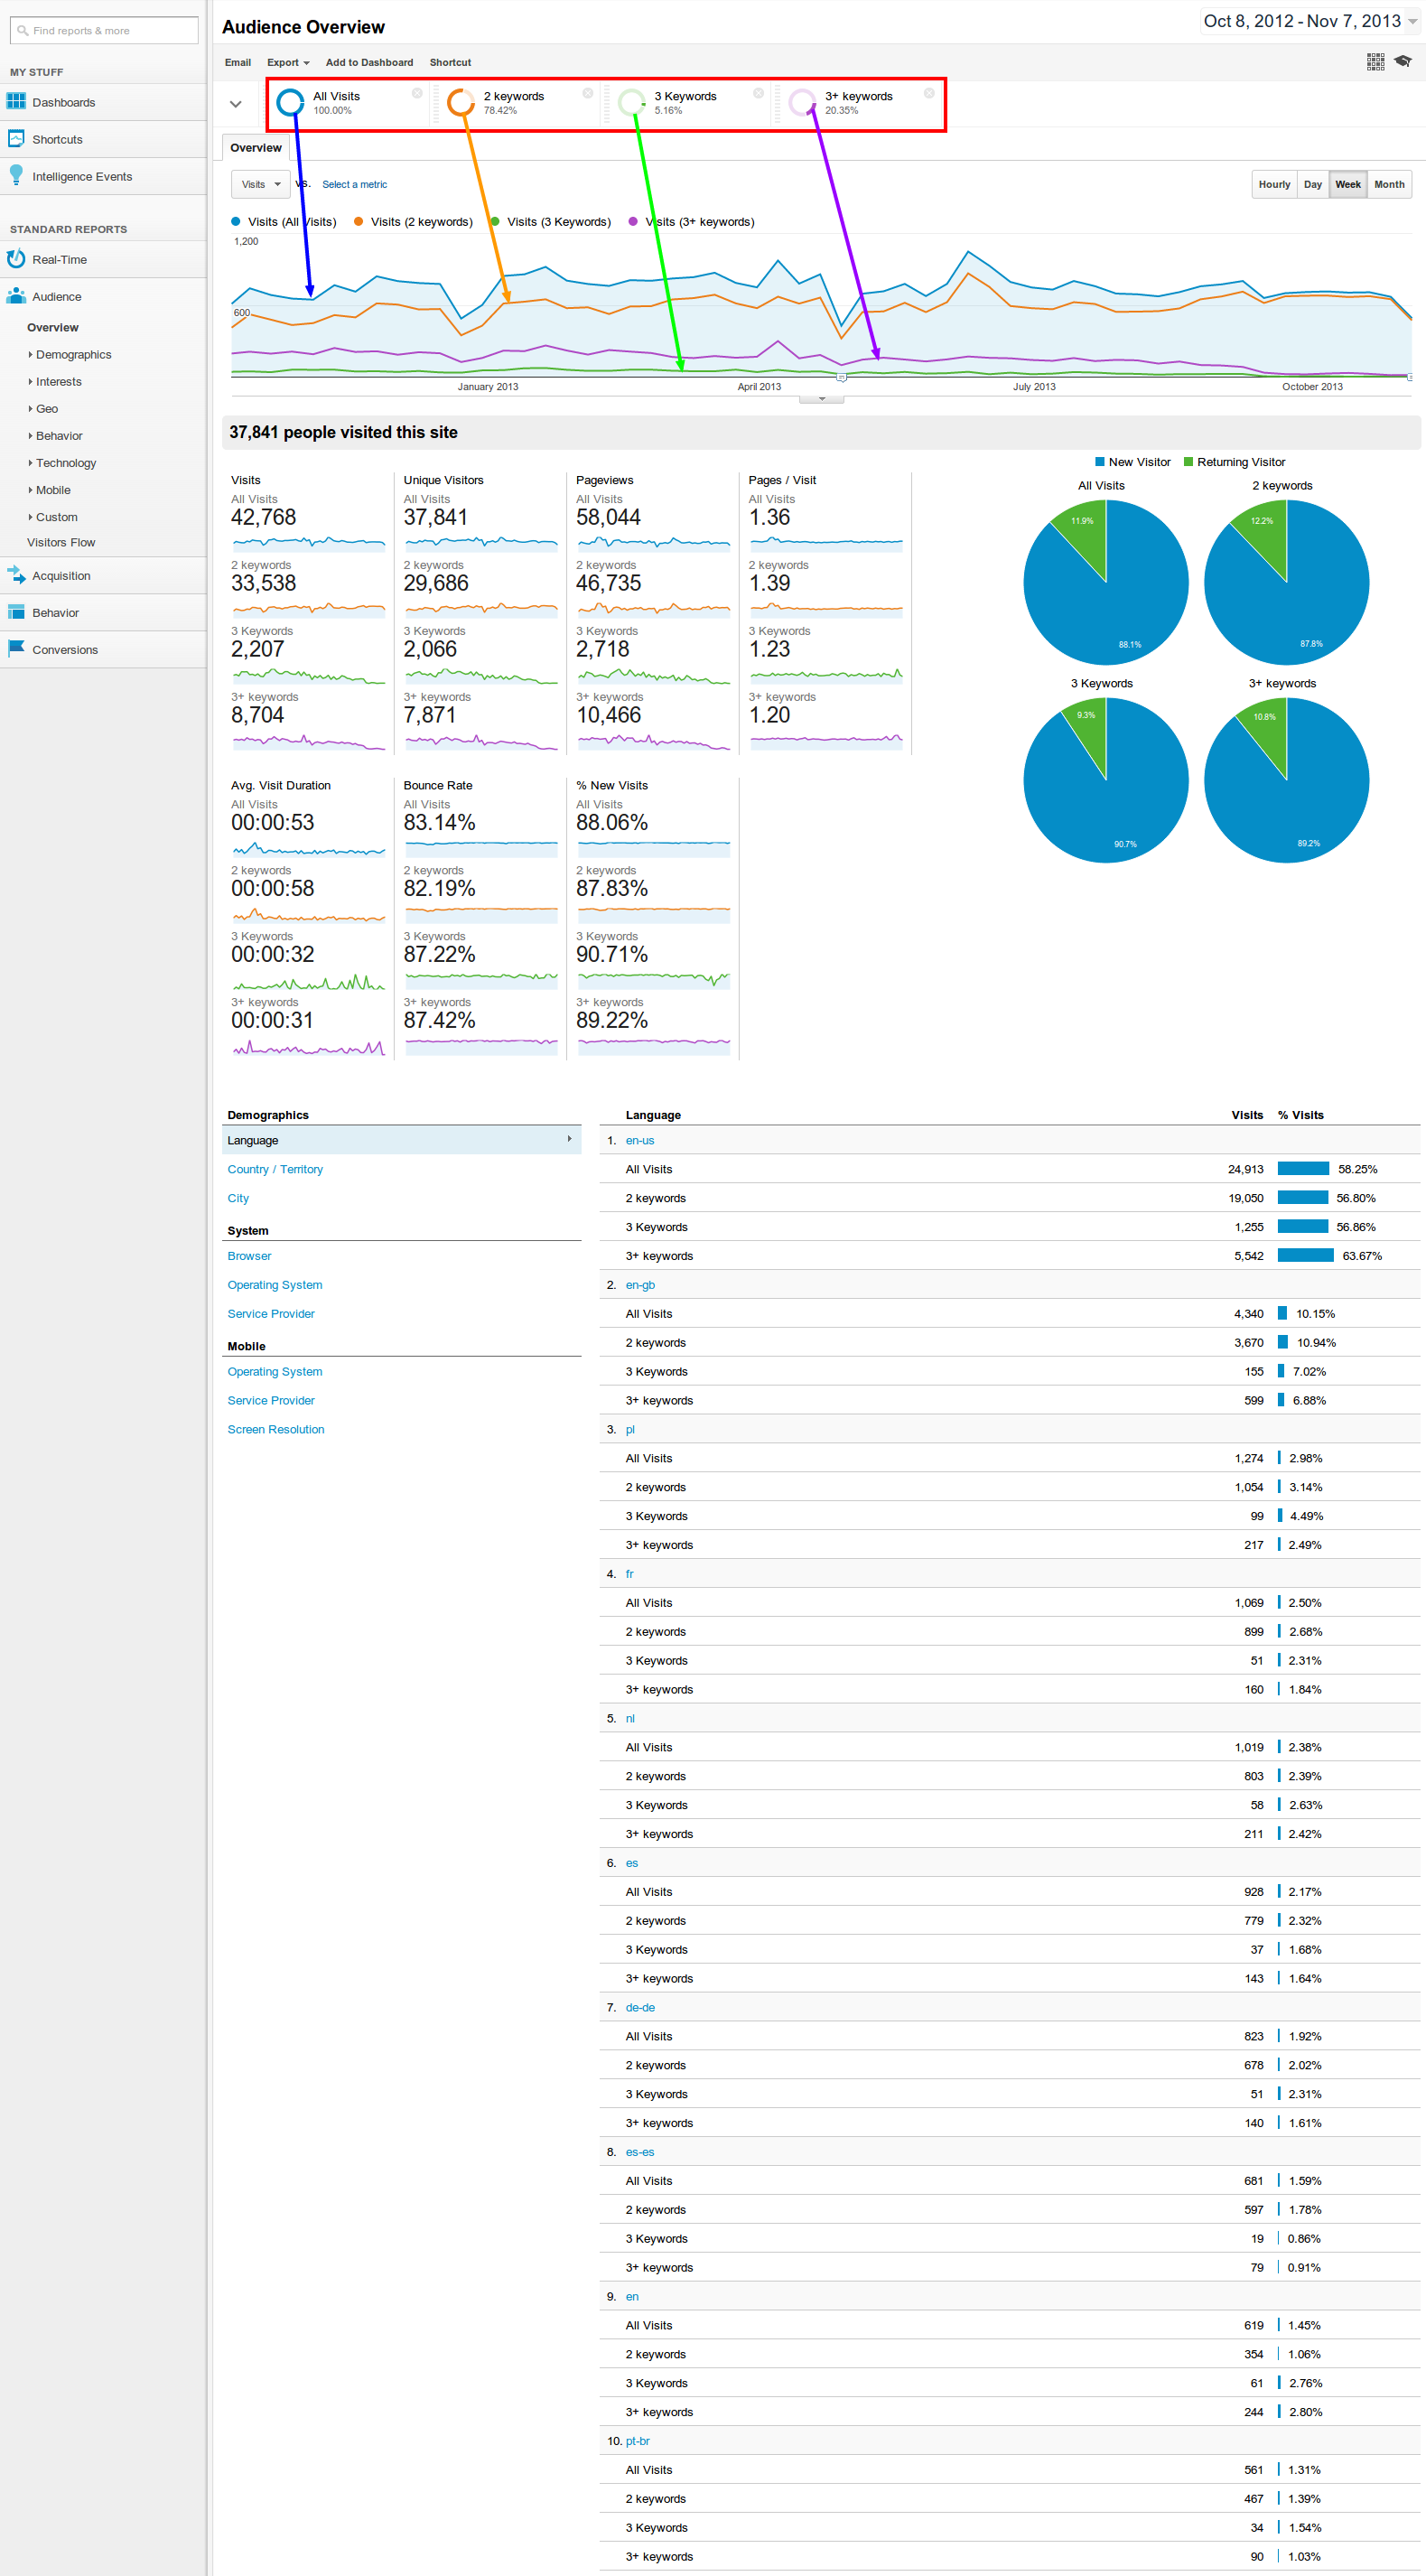 Find reports & more
MY STUFF
Dashboards
Shortcuts
Intelligence Events
STANDARD REPORTS
Real-Time
Audience
Overview
Demographics
Interests
Geo
Behavior
Technology
Mobile
Custom
Visitors Flow
Acquisition
Behavior
Conversions
Audience Overview
Oct 8, 2012 - Nov 7, 2013
Email Export Add to Dashboard Shortcut
All Visits 2 keywords 3 Keywords 3+ keywords
100.00% 78.42% 5.16% 20.35%
Overview
Visits VS. Select a metric
Hourly Day Week Month
Visits (All Visits) Visits (2 keywords) Visits (3 Keywords) Visits (3+ keywords)
1,200
600
January 2013 April 2013 July 2013 October 2013
37,841 people visited this site
Visits
All Visits
42,768
2 keywords
33,538
3 Keywords
2,207
3+ keywords
8,704
Unique Visitors
All Visits
37,841
2 keywords
29,686
3 Keywords
2,066
3+ keywords
7,871
Pageviews
All Visits
58,044
2 keywords
46,735
3 Keywords
2,718
3+ keywords
10,466
Pages / Visit
All Visits
1.36
2 keywords
1.39
3 Keywords
1.23
3+ keywords
1.20
Avg. Visit Duration
All Visits
00:00:53
2 keywords
00:00:58
3 Keywords
00:00:32
3+ keywords
00:00:31
Bounce Rate
All Visits
83.14%
2 keywords
82.19%
3 Keywords
87.22%
3+ keywords
87.42%
% New Visits
All Visits
88.06%
2 keywords
87.83%
3 Keywords
90.71%
3+ keywords
89.22%
New Visitor Returning Visitor
All Visits 2 keywords
11.9% 12.2%
88.1% 87.8%
3 Keywords 3+ keywords
9.3% 10.8%
90.7% 89.2%
Demographics
Language
Country / Territory
City
System
Browser
Operating System
Service Provider
Mobile
Operating System
Service Provider
Screen Resolution
Language Visits % Visits
1. en-us
All Visits 24,913 58.25%
2 keywords 19,050 56.80%
3 Keywords 1,255 56.86%
3+ keywords 5,542 63.67%
2. en-gb
All Visits 4,340 10.15%
2 keywords 3,670 10.94%
3 Keywords 155 7.02%
3+ keywords 599 6.88%
3. pl
All Visits 1,274 2.98%
2 keywords 1,054 3.14%
3 Keywords 99 4.49%
3+ keywords 217 2.49%
4. fr
All Visits 1,069 2.50%
2 keywords 899 2.68%
3 Keywords 51 2.31%
3+ keywords 160 1.84%
5. nl
All Visits 1,019 2.38%
2 keywords 803 2.39%
3 Keywords 58 2.63%
3+ keywords 211 2.42%
6. es
All Visits 928 2.17%
2 keywords 779 2.32%
3 Keywords 37 1.68%
3+ keywords 143 1.64%
7. de-de
All Visits 823 1.92%
2 keywords 678 2.02%
3 Keywords 51 2.31%
3+ keywords 140 1.61%
8. es-es
All Visits 681 1.59%
2 keywords 597 1.78%
3 Keywords 19 0.86%
3+ keywords 79 0.91%
9. en
All Visits 619 1.45%
2 keywords 354 1.06%
3 Keywords 61 2.76%
3+ keywords 244 2.80%
10. pt-br
All Visits 561 1.31%
2 keywords 467 1.39%
3 Keywords 34 1.54%
3+ keywords 90 1.03%